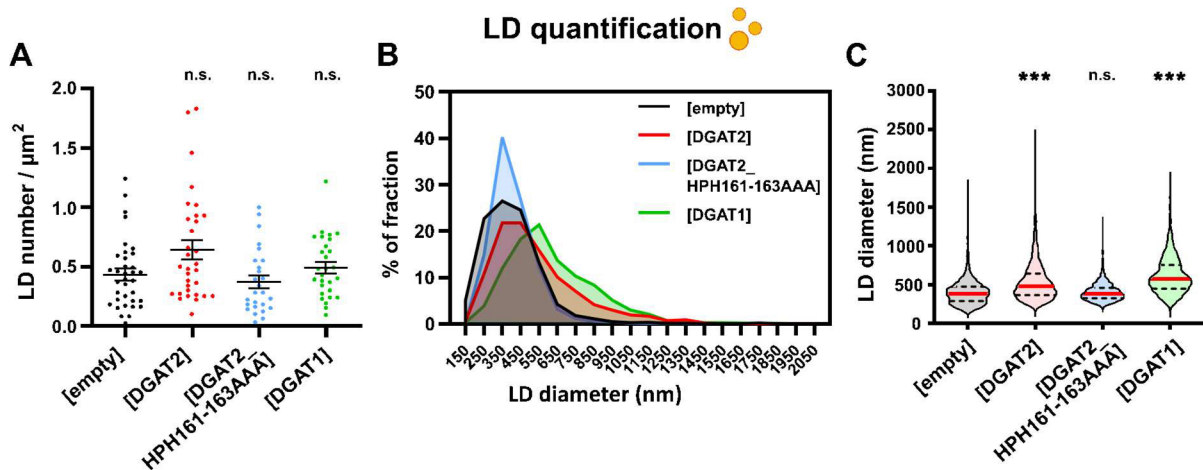 LD quantification
A
n.s.
n.s.
n.s.
LD number / µm²
2.0
1.5
1.0
0.5
0.0
[empty]
[DGAT2]
[DGAT2_
HPH161-163AAA]
[DGAT1]
B
% of fraction
50
40
30
20
10
0
[empty]
[DGAT2]
[DGAT2_
HPH161-163AAA]
[DGAT1]
150
250
350
450
550
650
750
850
950
1050
1150
1250
1350
1450
1550
1650
1750
1850
1950
2050
LD diameter (nm)
C
***
n.s.
***
LD diameter (nm)
3000
2500
2000
1500
1000
500
0
[empty]
[DGAT2]
[DGAT2_
HPH161-163AAA]
[DGAT1]